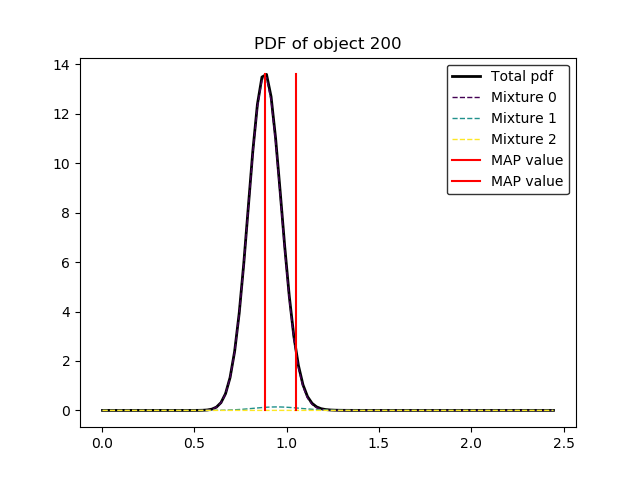 PDF of object 200
14
12
10
8
6
4
2
0
0.0 0.5 1.0 1.5 2.0 2.5
Total pdf
Mixture 0
Mixture 1
Mixture 2
MAP value
MAP value